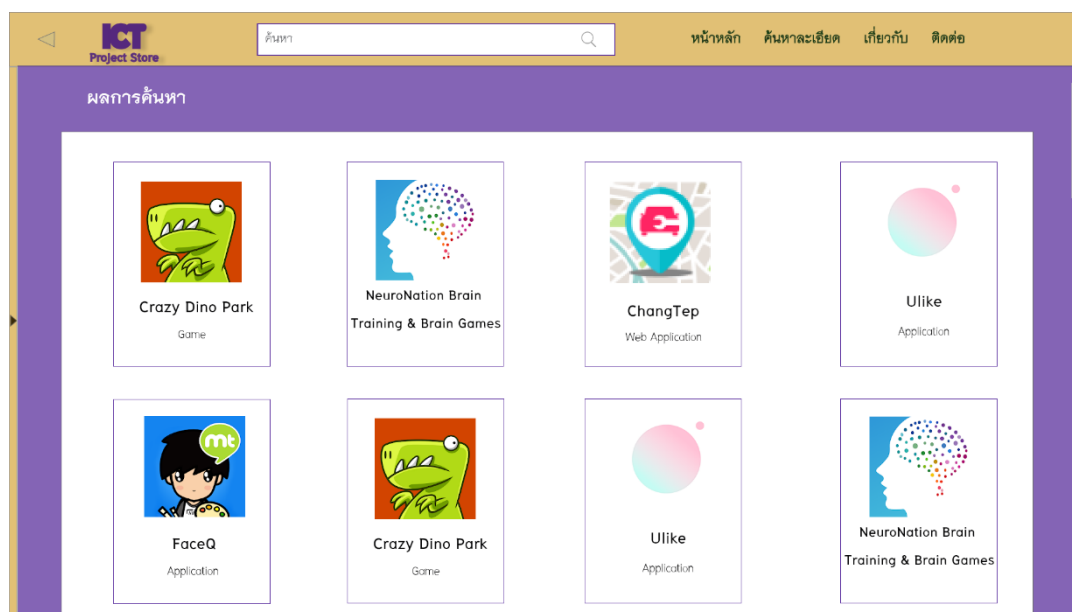 ICT
Project Store
ค้นหา
หน้าหลัก ค้นหาละเอียด เกี่ยวกับ ติดต่อ
ผลการค้นหา
Crazy Dino Park
Game
NeuroNation Brain
Training & Brain Games
ChangTep
Web Application
Ulike
Application
mt
FaceQ
Application
Crazy Dino Park
Game
Ulike
Application
NeuroNation Brain
Training & Brain Games